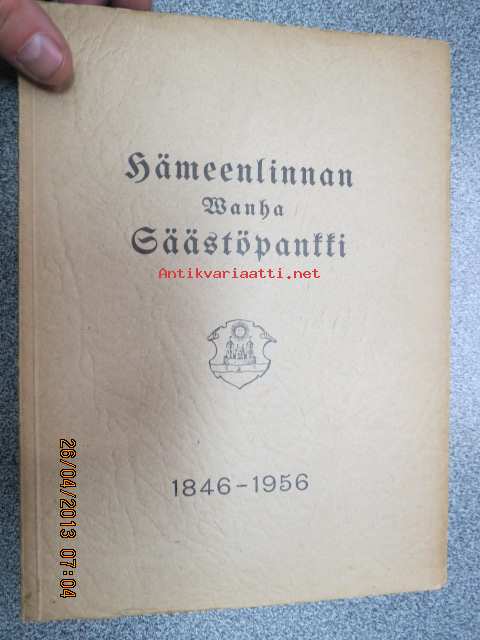 Hämeenlinnan
Wanha
Säästöpankki
Antikvariaatti.net
1846-1956
26/04/2013 07:04